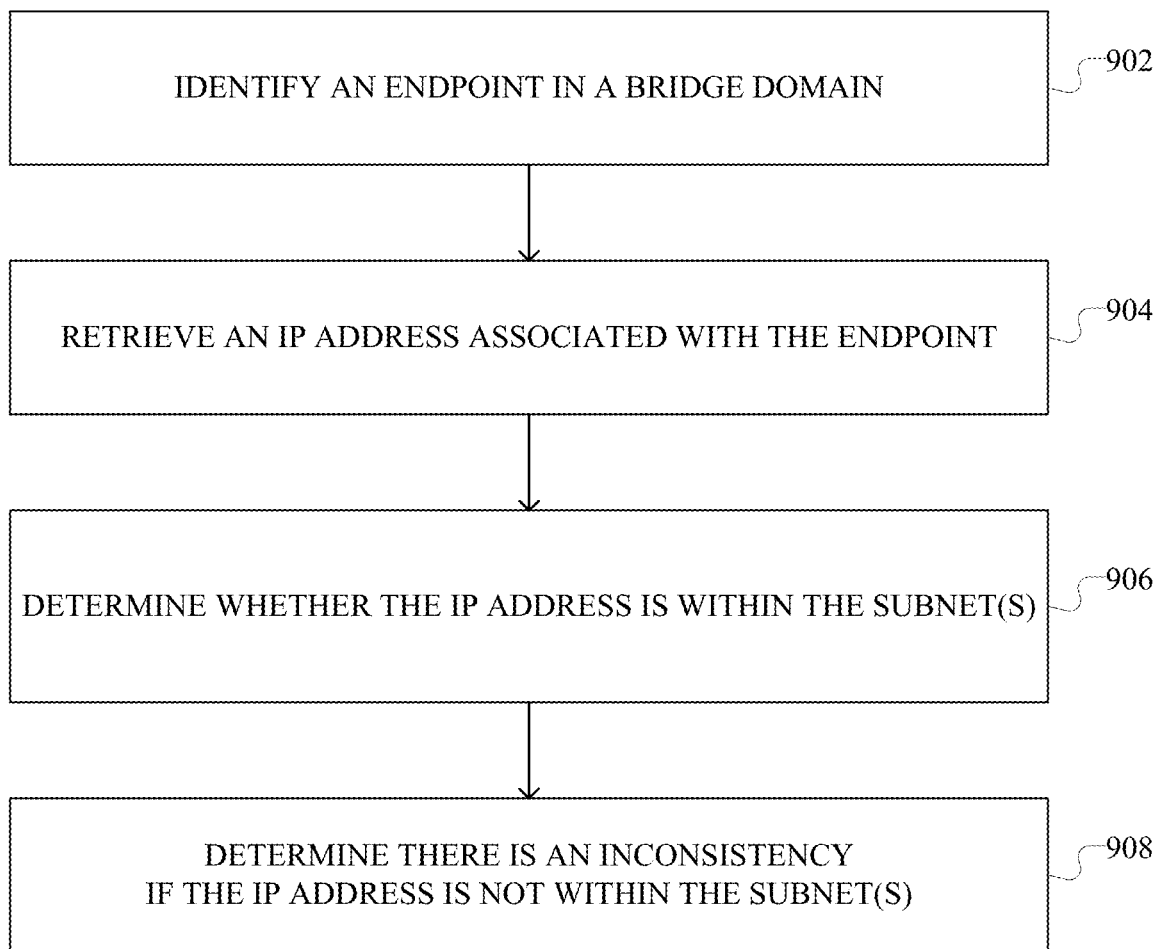 IDENTIFY AN ENDPOINT IN A BRIDGE DOMAIN
902
RETRIEVE AN IP ADDRESS ASSOCIATED WITH THE ENDPOINT
904
DETERMINE WHETHER THE IP ADDRESS IS WITHIN THE SUBNET(S)
906
DETERMINE THERE IS AN INCONSISTENCY
IF THE IP ADDRESS IS NOT WITHIN THE SUBNET(S)
908